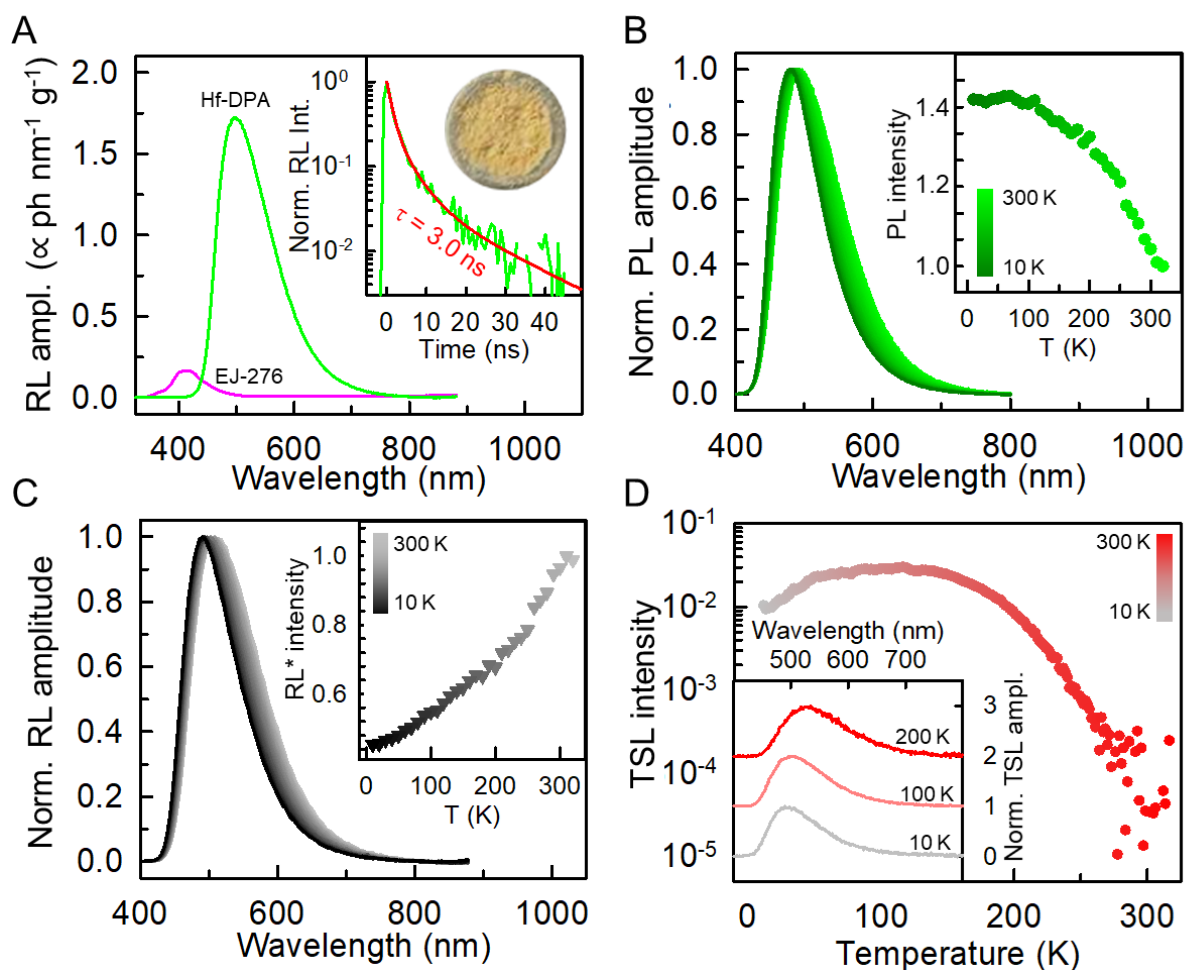 A
RL ampl. (∝ ph nm⁻¹ g⁻¹)
2.0
1.5
1.0
0.5
0.0
Hf-DPA
EJ-276
400 600 800 1000
Wavelength (nm)
Norm. RL Int.
10⁰
10⁻¹
10⁻²
τ = 3.0 ns
0 10 20 30 40
Time (ns)
B
Norm. PL amplitude
1.0
0.8
0.6
0.4
0.2
0.0
400 600 800 1000
Wavelength (nm)
PL intensity
1.4
1.2
1.0
300 K
10 K
0 100 200 300
T (K)
C
Norm. RL amplitude
1.0
0.8
0.6
0.4
0.2
0.0
400 500 600 700 800 900 1000
Wavelength (nm)
RL* intensity
1.0
0.8
0.6
300 K
10 K
0 100 200 300
T (K)
D
TSL intensity
10⁻¹
10⁻²
10⁻³
10⁻⁴
10⁻⁵
300 K
10 K
Wavelength (nm)
500 600 700
200 K
100 K
10 K
3
2
1
0
Norm. TSL ampl.
0 100 200 300
Temperature (K)